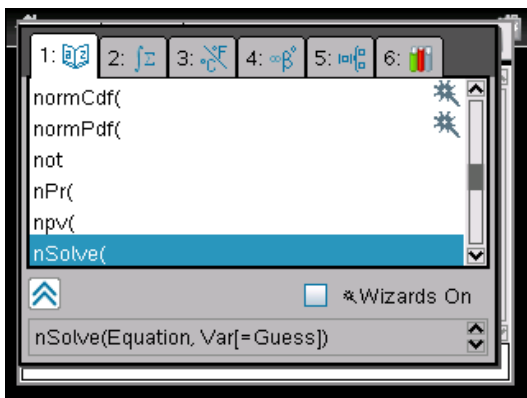 1: 2: ∫Σ 3: °C°F 4: ∞β° 5: 6:
normCdf(
normPdf(
not
nPr(
npv(
nSolve(
Wizards On
nSolve(Equation, Var[=Guess])